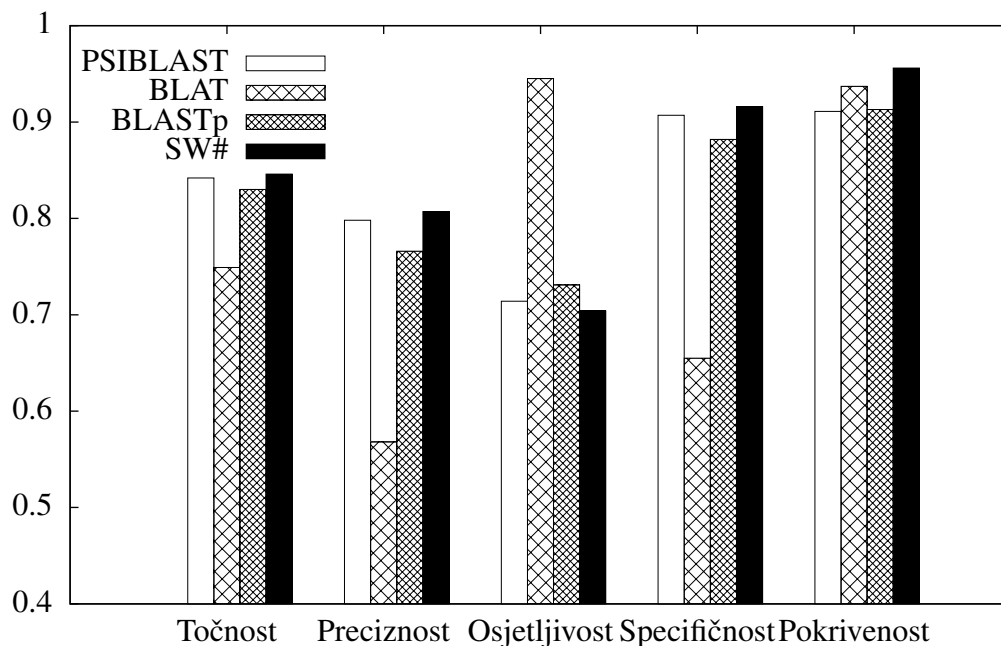 1
0.9
0.8
0.7
0.6
0.5
0.4
PSIBLAST
BLAT
BLASTp
SW#
Točnost Preciznost Osjetljivost Specifičnost Pokrivenost